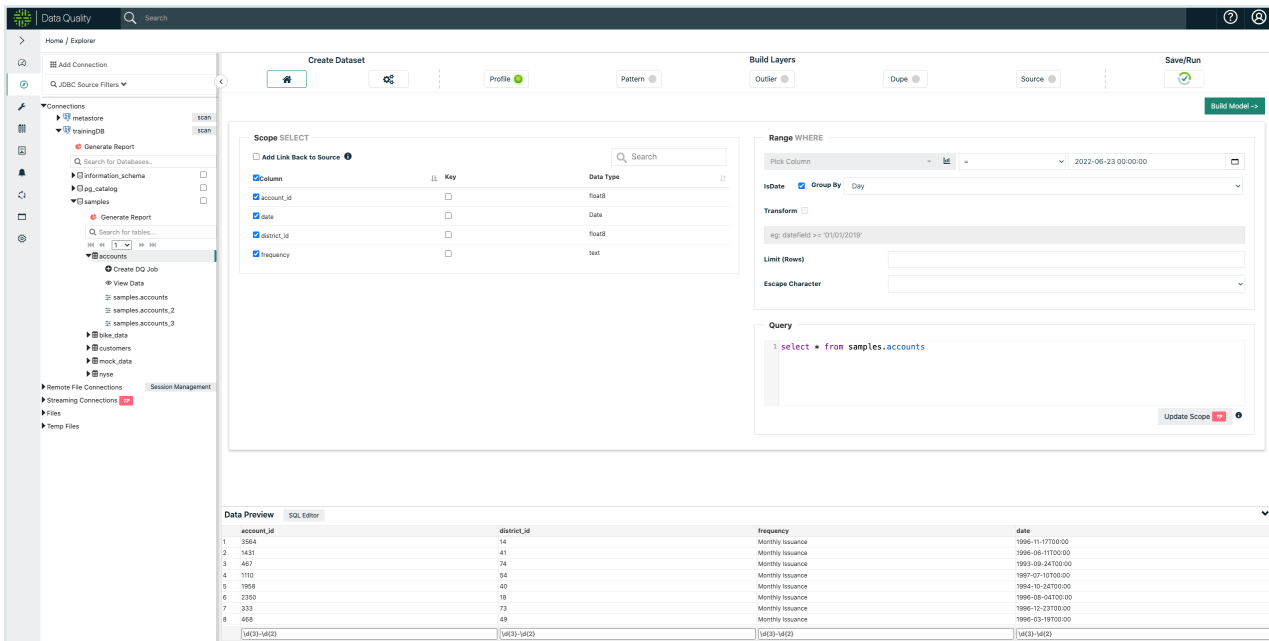 Data Quality
Search
Home / Explorer
Add Connection
JDBC Source Filters
Connections
metastore
scan
trainingDB
scan
Generate Report
Search for Databases..
information_schema
pg_catalog
samples
Generate Report
Search for tables...
1
accounts
Create DQ Job
View Data
samples.accounts
samples.accounts_2
samples.accounts_3
bike_data
customers
mock_data
nyse
Remote File Connections
Session Management
Streaming Connections TP
Files
Temp Files
Create Dataset
Build Layers
Save/Run
Profile
Pattern
Outlier
Dupe
Source
Build Model ->
Scope SELECT
Add Link Back to Source
Search
Column Key Data Type
account_id float8
date Date
district_id float8
frequency text
Range WHERE
Pick Column = 2022-06-23 00:00:00
IsDate Group By Day
Transform
eg: datefield >= '01/01/2019'
Limit (Rows)
Escape Character
Query
1 select * from samples.accounts
Update Scope TP
Data Preview SQL Editor
account_id district_id frequency date
1 3564 14 Monthly Issuance 1996-11-17T00:00
2 1431 41 Monthly Issuance 1996-06-11T00:00
3 467 74 Monthly Issuance 1993-09-24T00:00
4 1110 54 Monthly Issuance 1997-07-10T00:00
5 1958 40 Monthly Issuance 1994-10-24T00:00
6 2350 18 Monthly Issuance 1996-08-04T00:00
7 333 73 Monthly Issuance 1996-12-23T00:00
8 468 49 Monthly Issuance 1996-03-19T00:00
\d{3}-\d{2} \d{3}-\d{2} \d{3}-\d{2} \d{3}-\d{2}